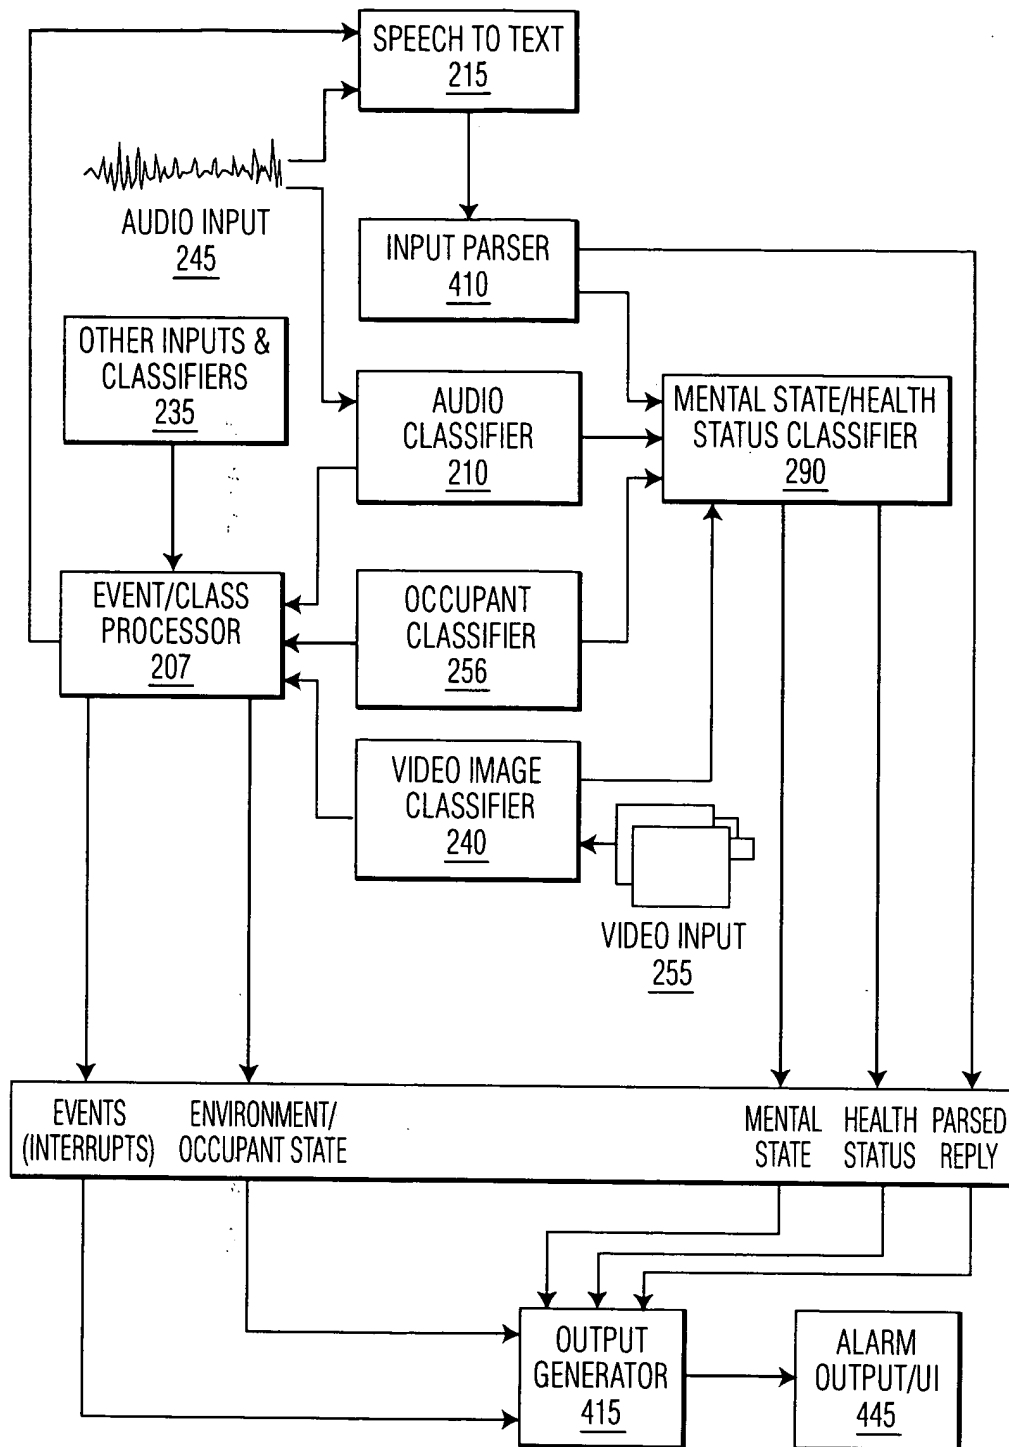 SPEECH TO TEXT
215
AUDIO INPUT
245
INPUT PARSER
410
OTHER INPUTS &
CLASSIFIERS
235
AUDIO
CLASSIFIER
210
MENTAL STATE/HEALTH
STATUS CLASSIFIER
290
EVENT/CLASS
PROCESSOR
207
OCCUPANT
CLASSIFIER
256
VIDEO IMAGE
CLASSIFIER
240
VIDEO INPUT
255
EVENTS
(INTERRUPTS)
ENVIRONMENT/
OCCUPANT STATE
MENTAL
STATE
HEALTH
STATUS
PARSED
REPLY
OUTPUT
GENERATOR
415
ALARM
OUTPUT/UI
445